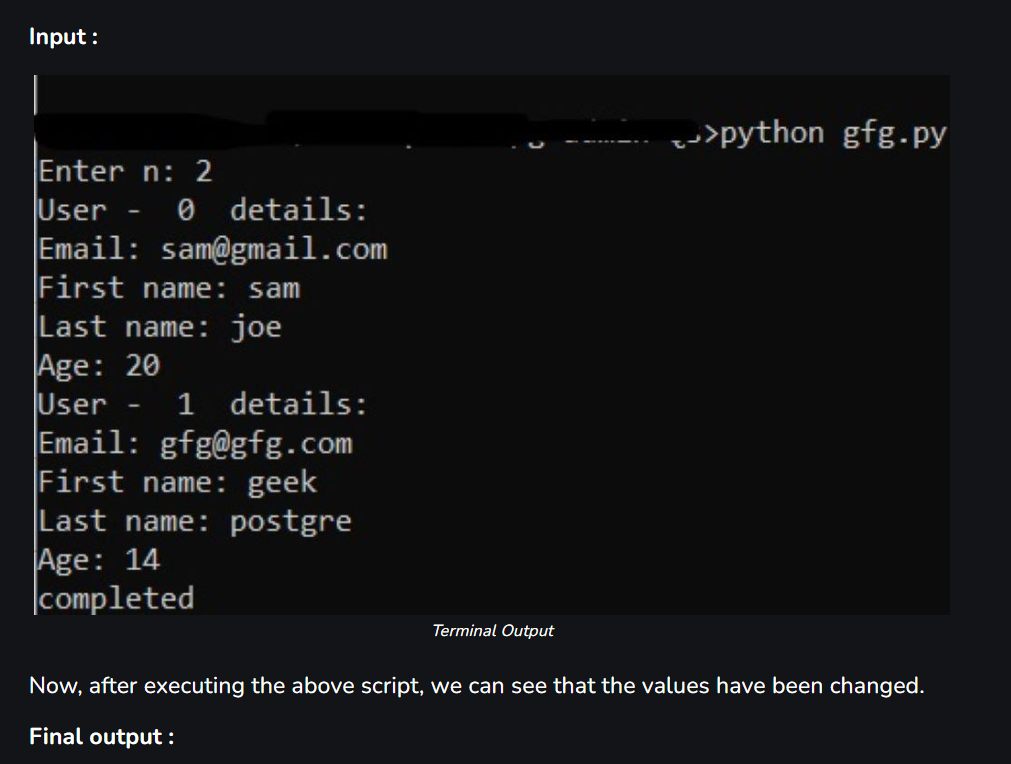 Input :
>python gfg.py
Enter n: 2
User -  0  details:
Email: sam@gmail.com
First name: sam
Last name: joe
Age: 20
User -  1  details:
Email: gfg@gfg.com
First name: geek
Last name: postgre
Age: 14
completed
Terminal Output
Now, after executing the above script, we can see that the values have been changed.
Final output :